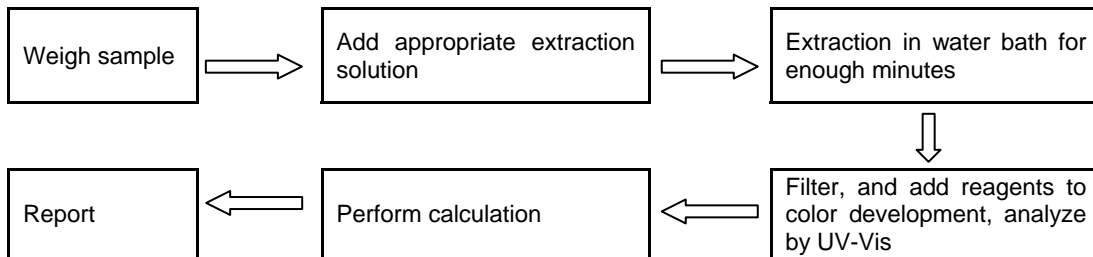 Weigh sample
Add appropriate extraction
solution
Extraction in water bath for
enough minutes
Filter, and add reagents to
color development, analyze
by UV-Vis
Perform calculation
Report